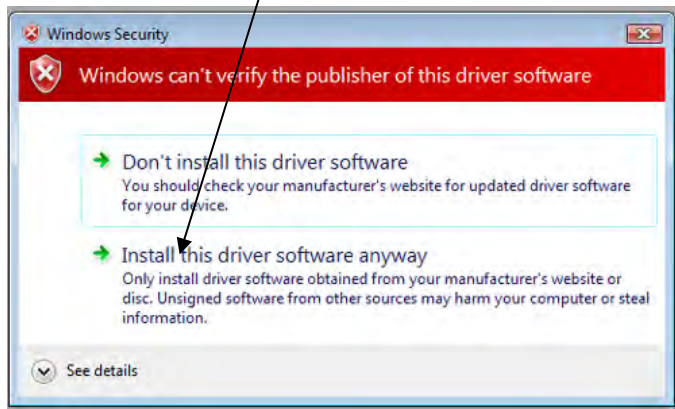 Windows Security
Windows can't verify the publisher of this driver software
Don't install this driver software
You should check your manufacturer's website for updated driver software
for your device.
Install this driver software anyway
Only install driver software obtained from your manufacturer's website or
disc. Unsigned software from other sources may harm your computer or steal
information.
See details